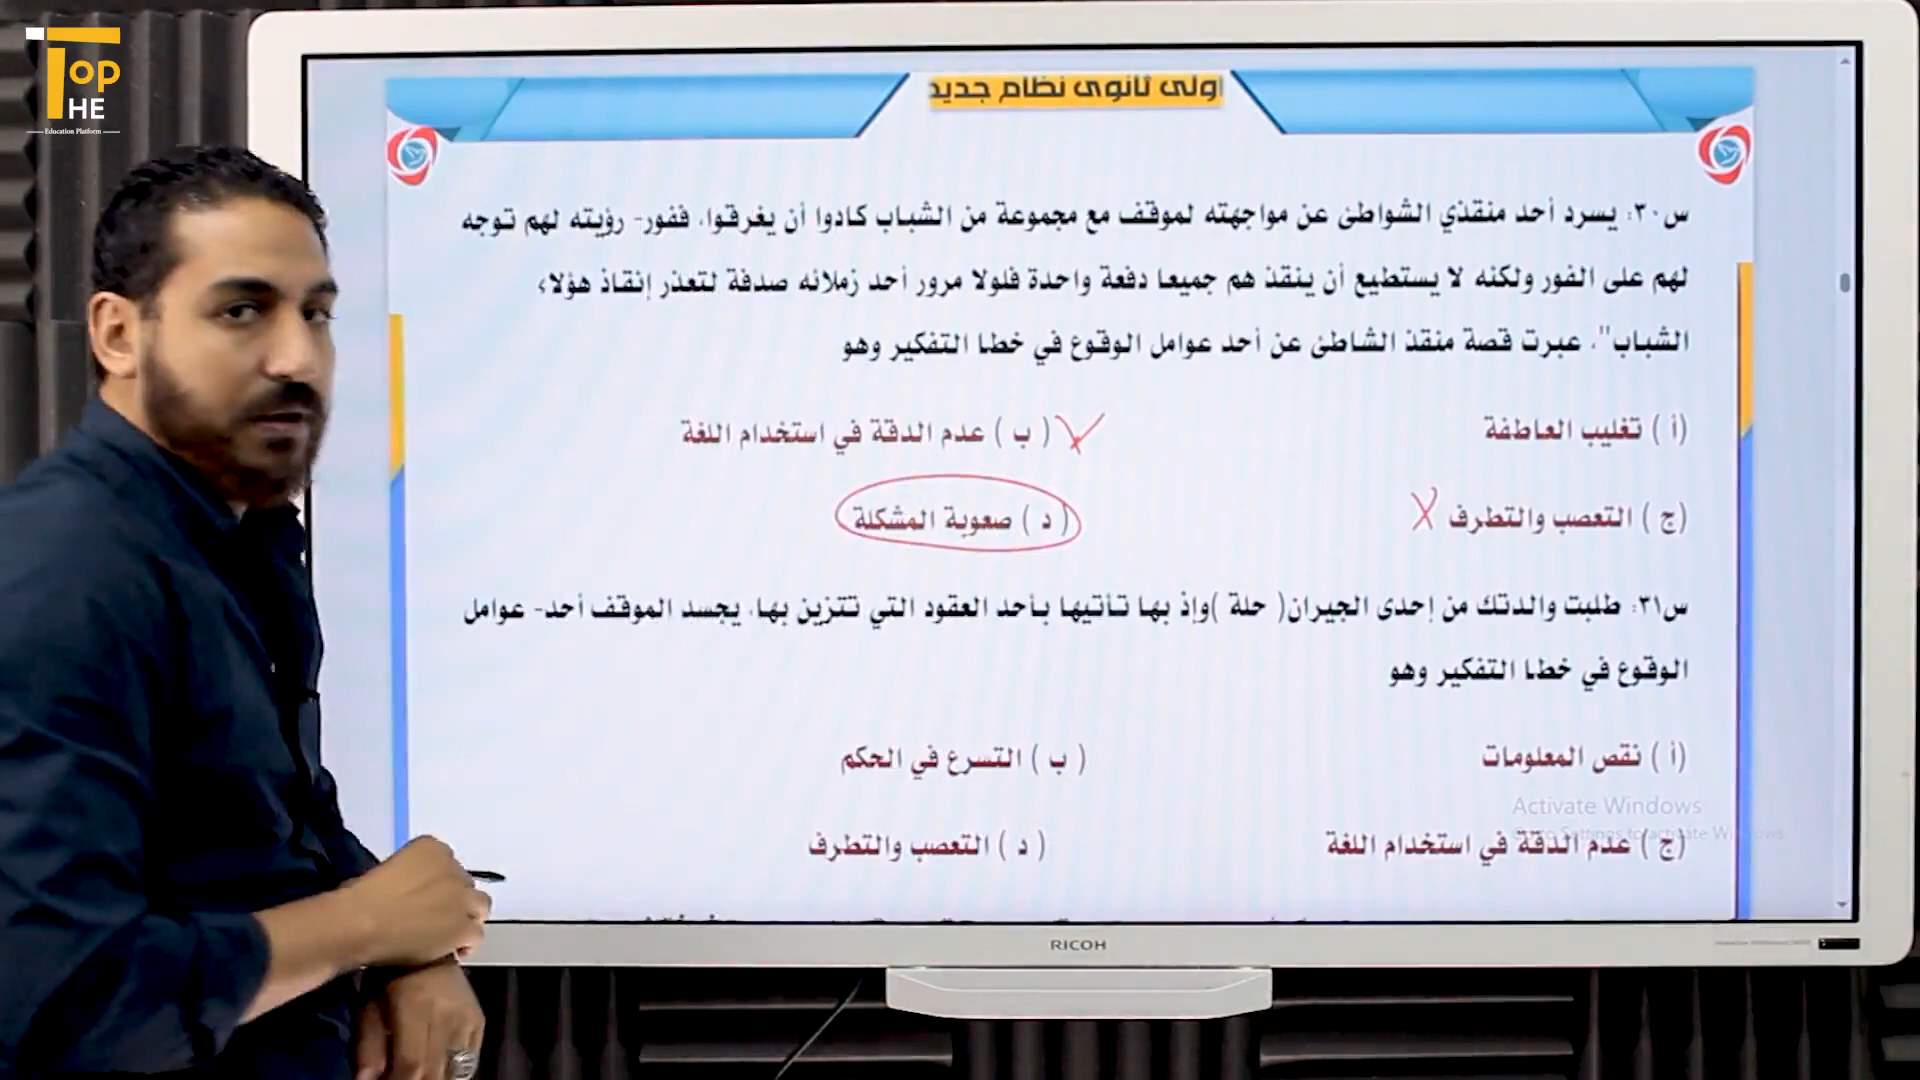 TOP
THE
Education Platform
اولى ثانوى نظام جديد
س٣٠: يسرد أحد منقذي الشواطئ عن مواجهته لموقف مع مجموعة من الشباب كادوا أن يغرقوا، ففور- رؤيته لهم توجه
لهم على الفور ولكنه لا يستطيع أن ينقذ هم جميعا دفعة واحدة فلولا مرور أحد زملائه صدفة لتعذر إنقاذ هؤلاء
الشباب". عبرت قصة منقذ الشاطئ عن أحد عوامل الوقوع في خطا التفكير وهو
(أ ) تغليب العاطفة
( ب ) عدم الدقة في استخدام اللغة
(ج ) التعصب والتطرف
( د ) صعوبة المشكلة
س٣١: طلبت والدتك من إحدى الجيران( حلة )وإذ بها تأتيها بأحد العقود التي تتزين بها، يجسد الموقف أحد- عوامل
الوقوع في خطا التفكير وهو
(أ ) نقص المعلومات
( ب ) التسرع في الحكم
Activate Windows
(ج ) عدم الدقة في استخدام اللغة
( د ) التعصب والتطرف
RICOH